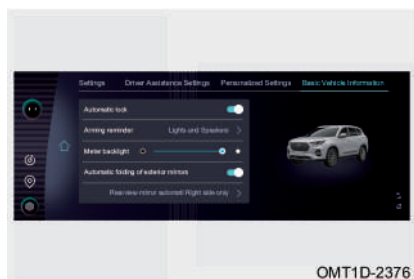 Settings Driver Assistance Settings Personalized Settings Basic Vehicle Information
Automatic lock
Arming reminder Lights and Speakers >
Meter backlight
Automatic folding of exterior mirrors
Rear view mirror automati Right side only >
OMT1D-2376